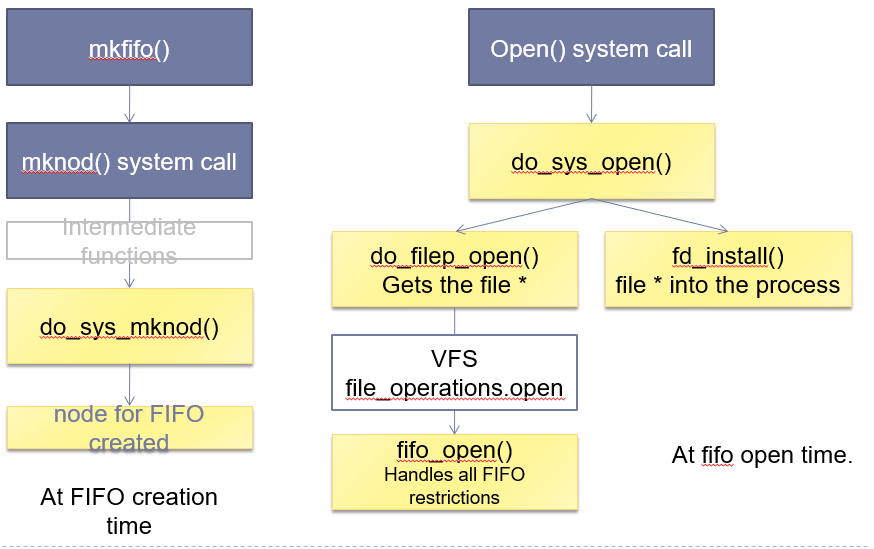 mkfifo()
mknod() system call
Intermediate
functions
do_sys_mknod()
node for FIFO
created
At FIFO creation
time
Open() system call
do_sys_open()
do_filep_open()
Gets the file *
fd_install()
file * into the process
VFS
file_operations.open
fifo_open()
Handles all FIFO
restrictions
At fifo open time.